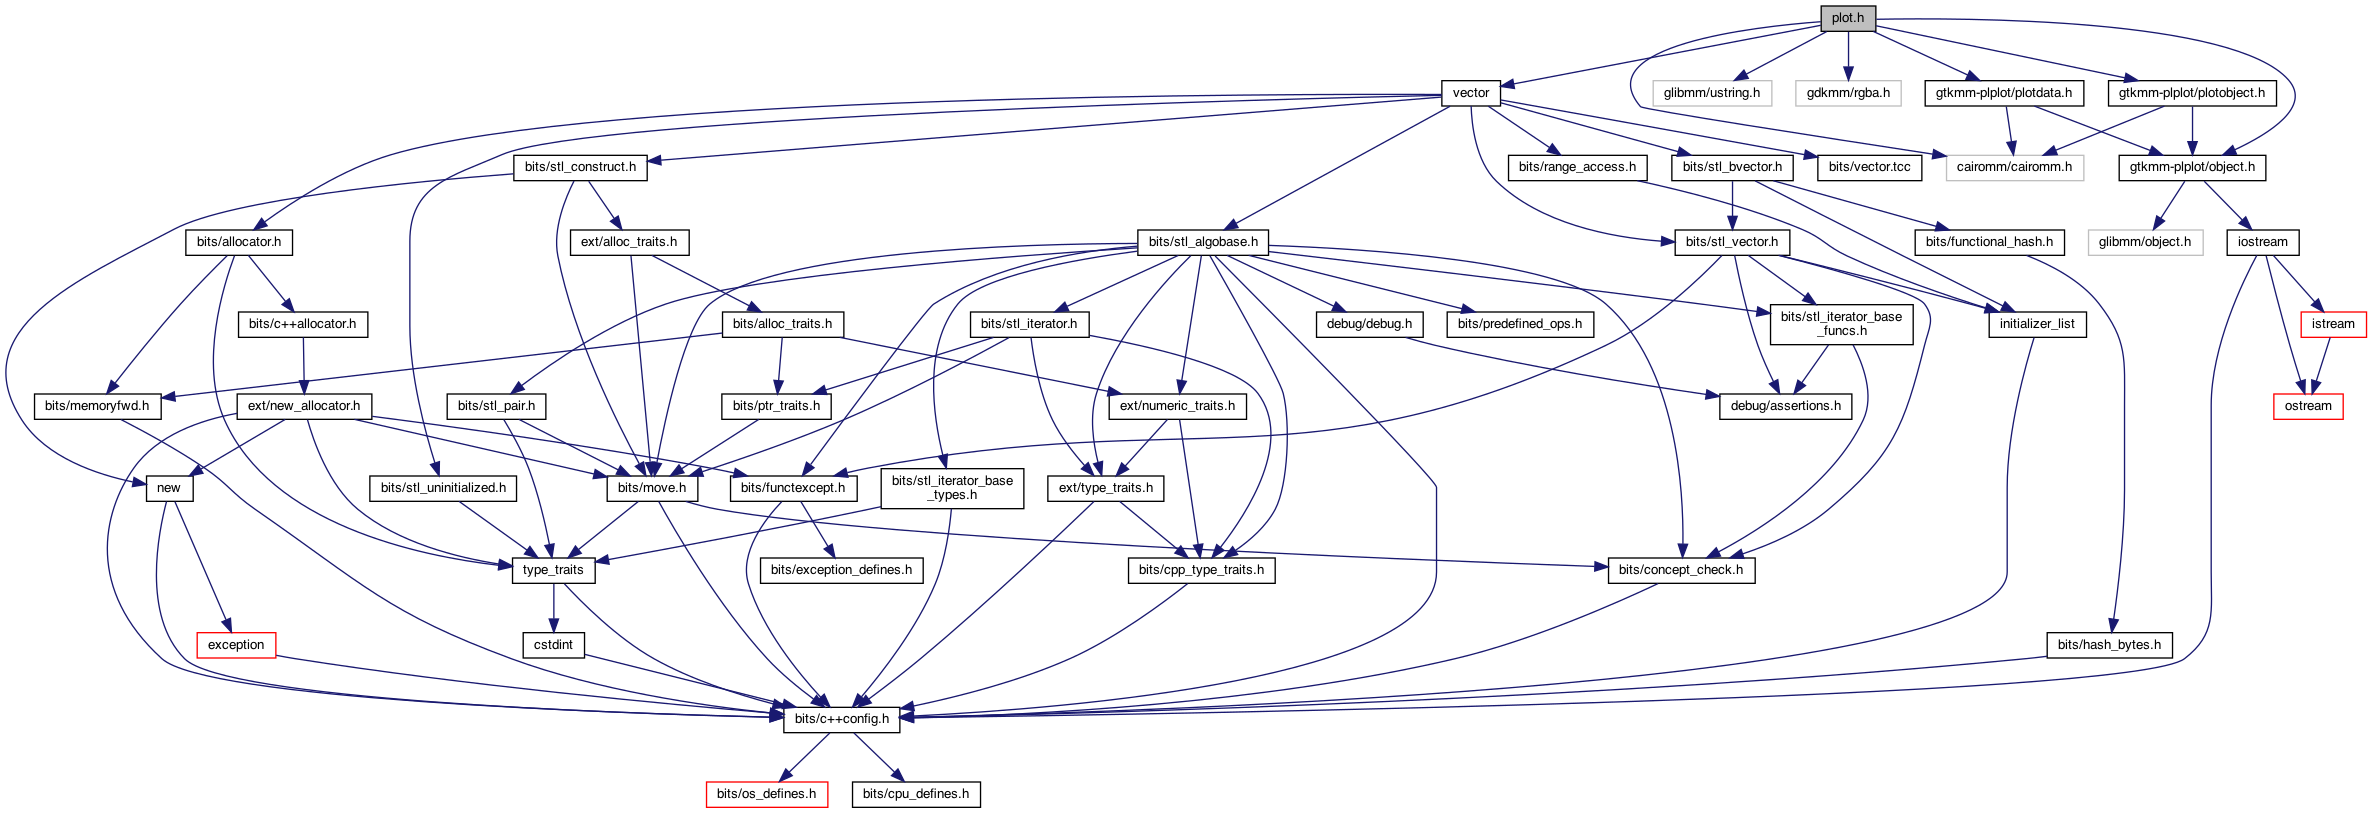 plot.h
vector
glibmm/ustring.h
gdkmm/rgba.h
gtkmm-plplot/plotdata.h
gtkmm-plplot/plotobject.h
bits/stl_construct.h
bits/range_access.h
bits/stl_bvector.h
bits/vector.tcc
cairomm/cairomm.h
gtkmm-plplot/object.h
bits/allocator.h
ext/alloc_traits.h
bits/stl_algobase.h
bits/stl_vector.h
bits/functional_hash.h
glibmm/object.h
iostream
bits/c++allocator.h
bits/alloc_traits.h
bits/stl_iterator.h
debug/debug.h
bits/predefined_ops.h
bits/stl_iterator_base
_funcs.h
initializer_list
istream
bits/memoryfwd.h
ext/new_allocator.h
bits/stl_pair.h
bits/ptr_traits.h
ext/numeric_traits.h
debug/assertions.h
ostream
new
bits/stl_uninitialized.h
bits/move.h
bits/functexcept.h
bits/stl_iterator_base
_types.h
ext/type_traits.h
type_traits
bits/exception_defines.h
bits/cpp_type_traits.h
bits/concept_check.h
exception
cstdint
bits/hash_bytes.h
bits/c++config.h
bits/os_defines.h
bits/cpu_defines.h